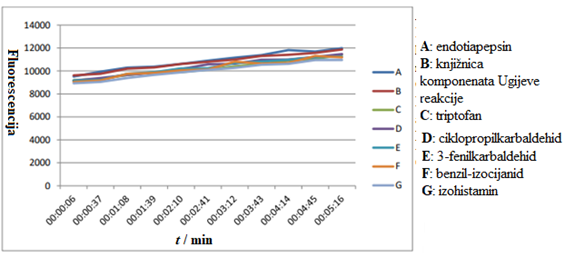 Fluorescencija
14000
12000
10000
8000
6000
4000
2000
0
00:00:06
00:00:37
00:01:08
00:01:39
00:02:10
00:02:41
00:03:12
00:03:43
00:04:14
00:04:45
00:05:16
t / min
A
B
C
D
E
F
G
A: endotiapepsin
B: knjižnica
komponenata Ugijeve
reakcije
C: triptofan
D: ciklopropilkarbaldehid
E: 3-fenilkarbaldehid
F: benzil-izocijanid
G: izohistamin